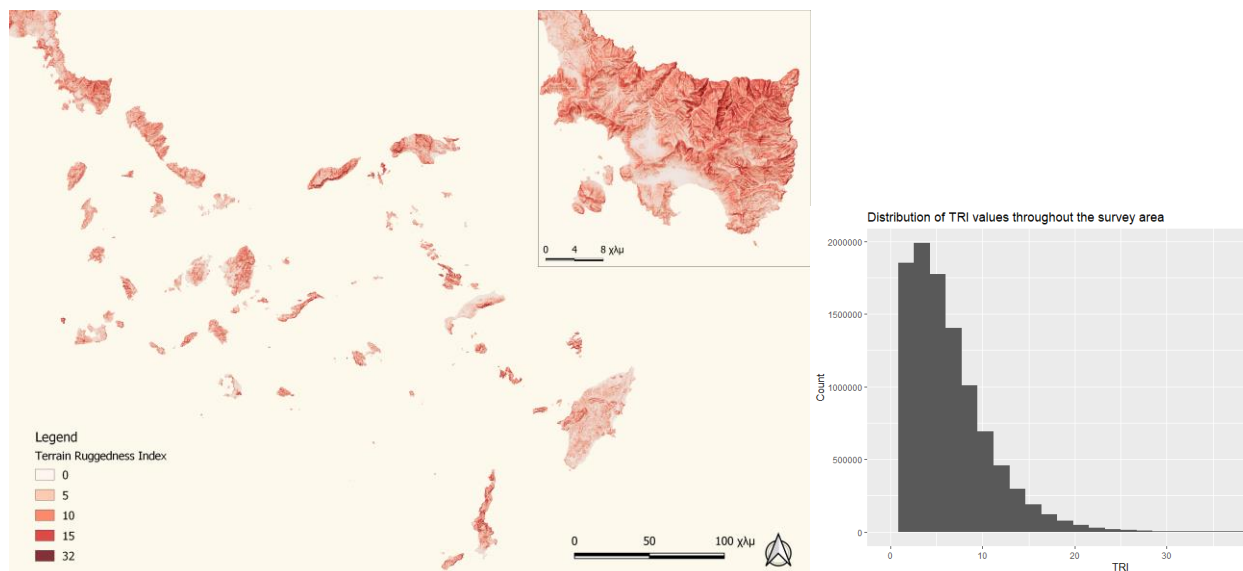 0 4 8 χλμ
Legend
Terrain Ruggedness Index
0
5
10
15
32
0 50 100 χλμ
Distribution of TRI values throughout the survey area
Count
2000000
1500000
1000000
500000
0
0 10 20 30
TRI